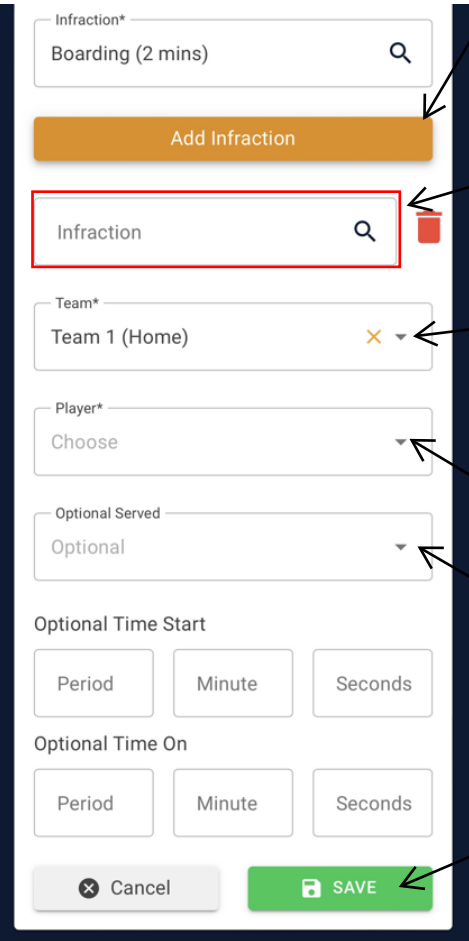 Infraction*
Boarding (2 mins)
Add Infraction
Infraction
Team*
Team 1 (Home)
Player*
Choose
Optional Served
Optional
Optional Time Start
Period Minute Seconds
Optional Time On
Period Minute Seconds
Cancel SAVE